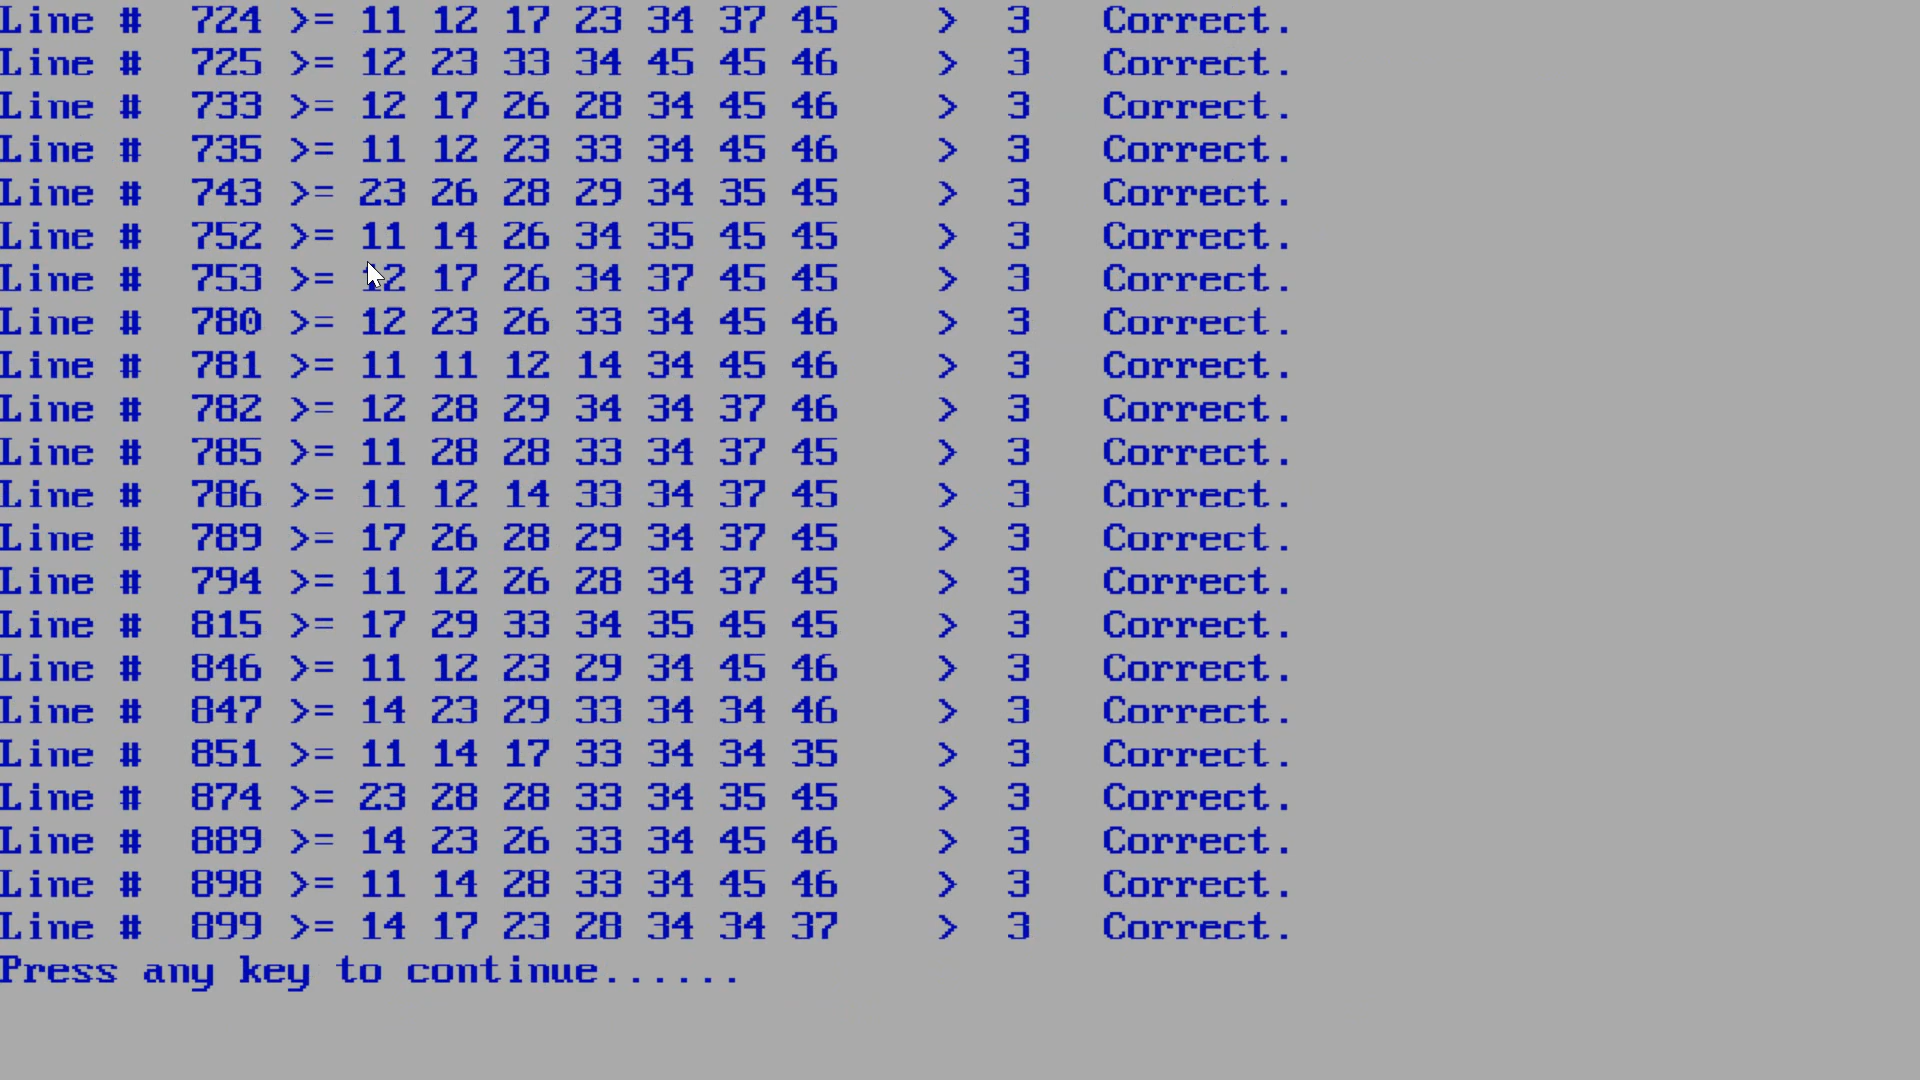 Line #  724 >= 11 12 17 23 34 37 45    >  3   Correct.
Line #  725 >= 12 23 33 34 45 45 46    >  3   Correct.
Line #  733 >= 12 17 26 28 34 45 46    >  3   Correct.
Line #  735 >= 11 12 23 33 34 45 46    >  3   Correct.
Line #  743 >= 23 26 28 29 34 35 45    >  3   Correct.
Line #  752 >= 11 14 26 34 35 45 45    >  3   Correct.
Line #  753 >= 12 17 26 34 37 45 45    >  3   Correct.
Line #  780 >= 12 23 26 33 34 45 46    >  3   Correct.
Line #  781 >= 11 11 12 14 34 45 46    >  3   Correct.
Line #  782 >= 12 28 29 34 34 37 46    >  3   Correct.
Line #  785 >= 11 28 28 33 34 37 45    >  3   Correct.
Line #  786 >= 11 12 14 33 34 37 45    >  3   Correct.
Line #  789 >= 17 26 28 29 34 37 45    >  3   Correct.
Line #  794 >= 11 12 26 28 34 37 45    >  3   Correct.
Line #  815 >= 17 29 33 34 35 45 45    >  3   Correct.
Line #  846 >= 11 12 23 29 34 45 46    >  3   Correct.
Line #  847 >= 14 23 29 33 34 34 46    >  3   Correct.
Line #  851 >= 11 14 17 33 34 34 35    >  3   Correct.
Line #  874 >= 23 28 28 33 34 35 45    >  3   Correct.
Line #  889 >= 14 23 26 33 34 45 46    >  3   Correct.
Line #  898 >= 11 14 28 33 34 45 46    >  3   Correct.
Line #  899 >= 14 17 23 28 34 34 37    >  3   Correct.
Press any key to continue......